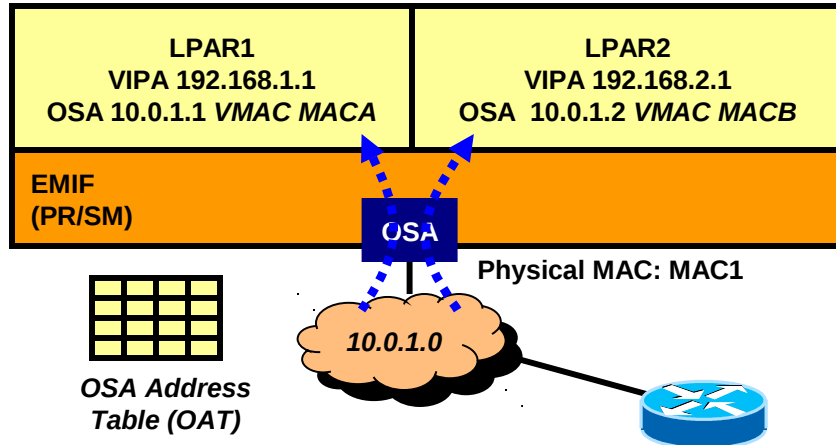 LPAR1
VIPA 192.168.1.1
OSA 10.0.1.1 VMAC MACA
LPAR2
VIPA 192.168.2.1
OSA 10.0.1.2 VMAC MACB
EMIF
(PR/SM)
OSA
Physical MAC: MAC1
10.0.1.0
OSA Address
Table (OAT)